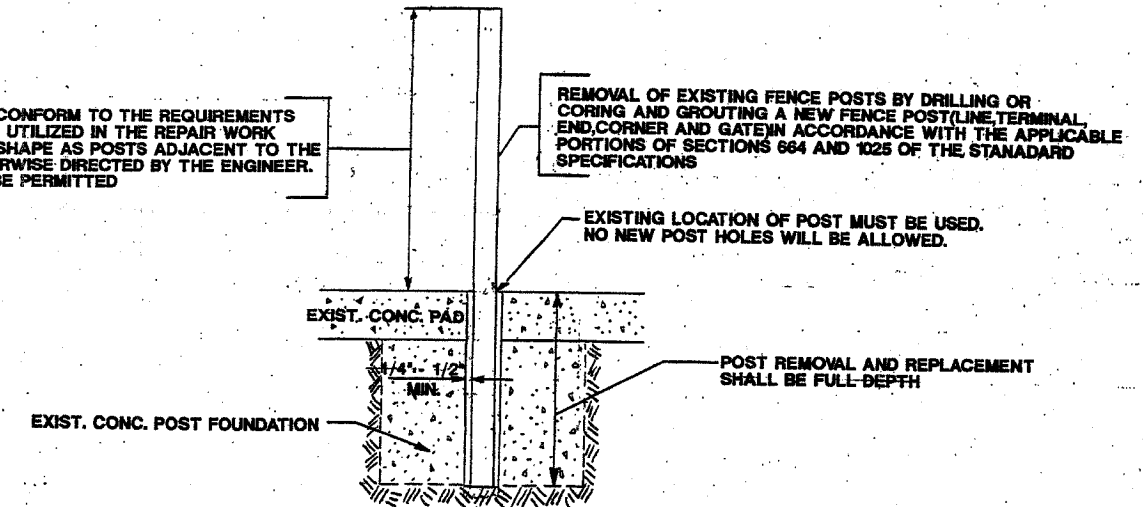 CONFORM TO THE REQUIREMENTS
UTILIZED IN THE REPAIR WORK
SHAPE AS POSTS ADJACENT TO THE
RWISE DIRECTED BY THE ENGINEER.
BE PERMITTED
REMOVAL OF EXISTING FENCE POSTS BY DRILLING OR
CORING AND GROUTING A NEW FENCE POST(LINE,TERMINAL,
END,CORNER AND GATE)IN ACCORDANCE WITH THE APPLICABLE
PORTIONS OF SECTIONS 664 AND 1025 OF THE STANADARD
SPECIFICATIONS
EXISTING LOCATION OF POST MUST BE USED.
NO NEW POST HOLES WILL BE ALLOWED.
EXIST. CONC. PAD
1/4" - 1/2"
MIN.
POST REMOVAL AND REPLACEMENT
SHALL BE FULL DEPTH
EXIST. CONC. POST FOUNDATION